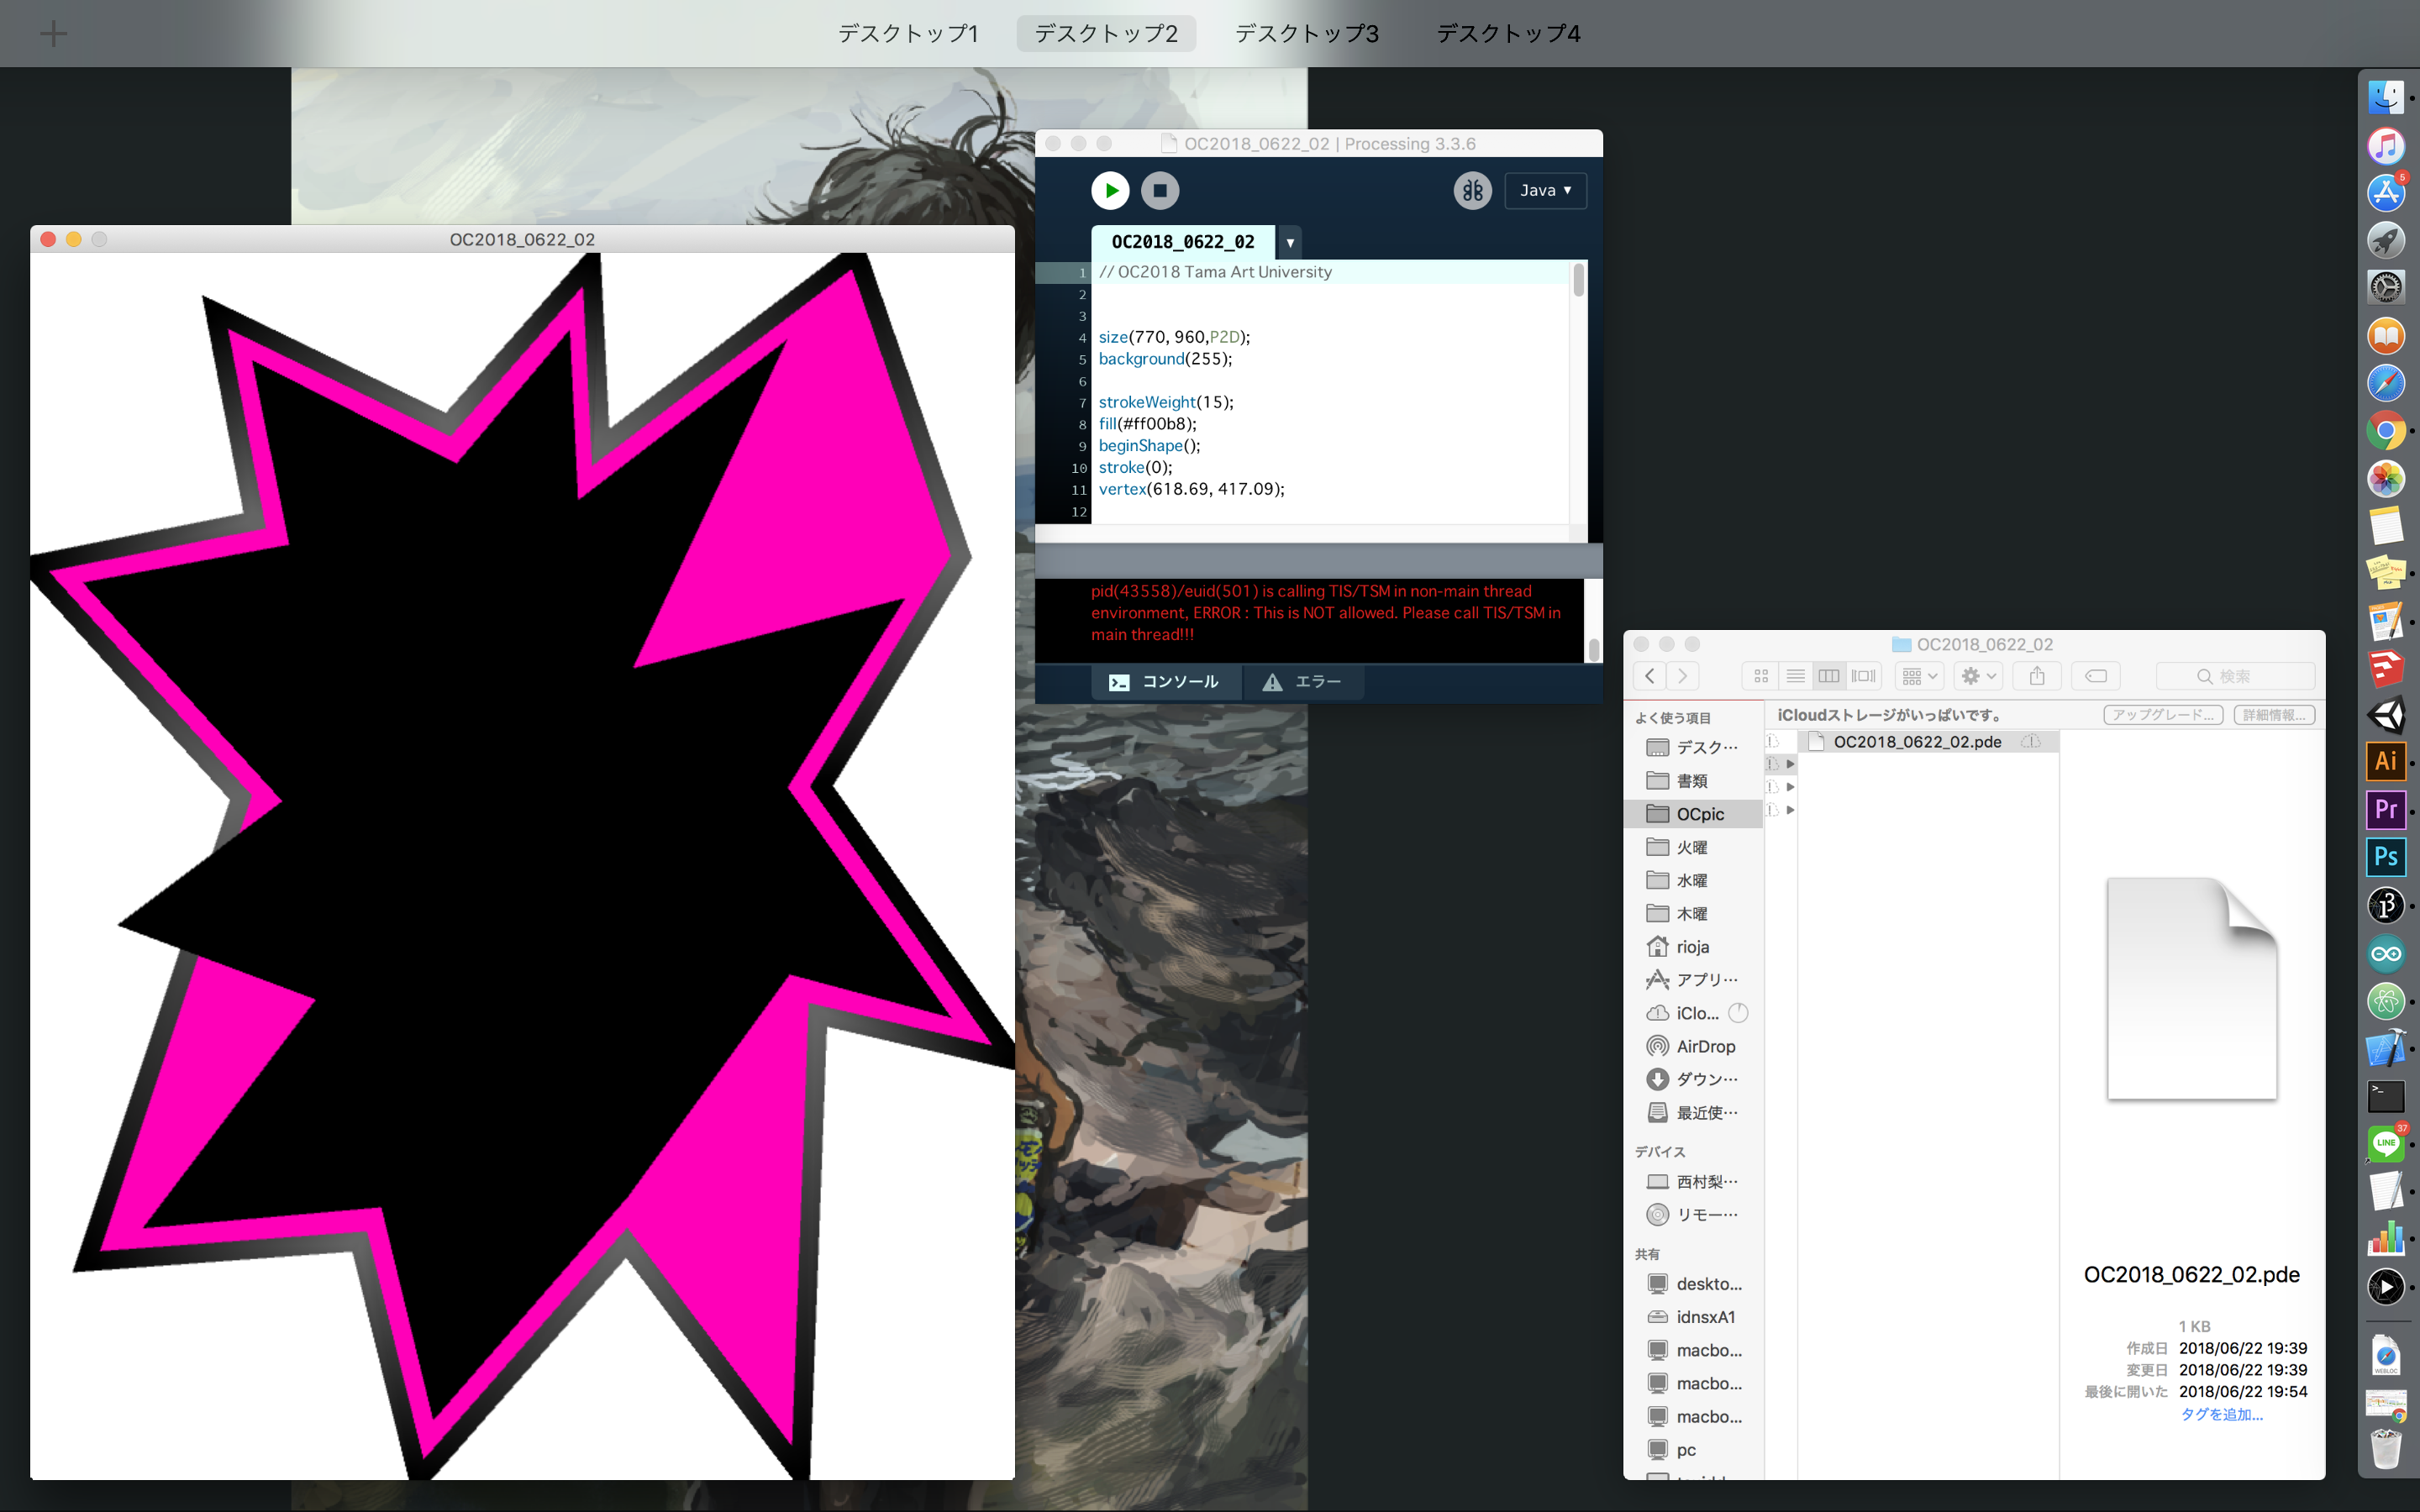 デスクトップ1
デスクトップ2
デスクトップ3
デスクトップ4
OC2018_0622_02
OC2018_0622_02 | Processing 3.3.6
Java ▼
OC2018_0622_02
1 // OC2018 Tama Art University
2
3
4 size(770, 960,P2D);
5 background(255);
6
7 strokeWeight(15);
8 fill(#ff00b8);
9 beginShape();
10 stroke(0);
11 vertex(618.69, 417.09);
12
pid(43558)/euid(501) is calling TIS/TSM in non-main thread
environment, ERROR : This is NOT allowed. Please call TIS/TSM in
main thread!!!
コンソール
エラー
OC2018_0622_02
検索
よく使う項目
デスク…
書類
OCpic
火曜
水曜
木曜
rioja
アプリ…
iClo...
AirDrop
ダウン…
最近使…
デバイス
西村梨…
リモー…
共有
deskto...
idnsxA1
macbo...
macbo...
macbo...
pc
iCloudストレージがいっぱいです。
アップグレード...
詳細情報...
OC2018_0622_02.pde
OC2018_0622_02.pde
1 KB
作成日 2018/06/22 19:39
変更日 2018/06/22 19:39
最後に開いた 2018/06/22 19:54
タグを追加...
5
Ai
Pr
Ps
LINE
37
WEBLOC